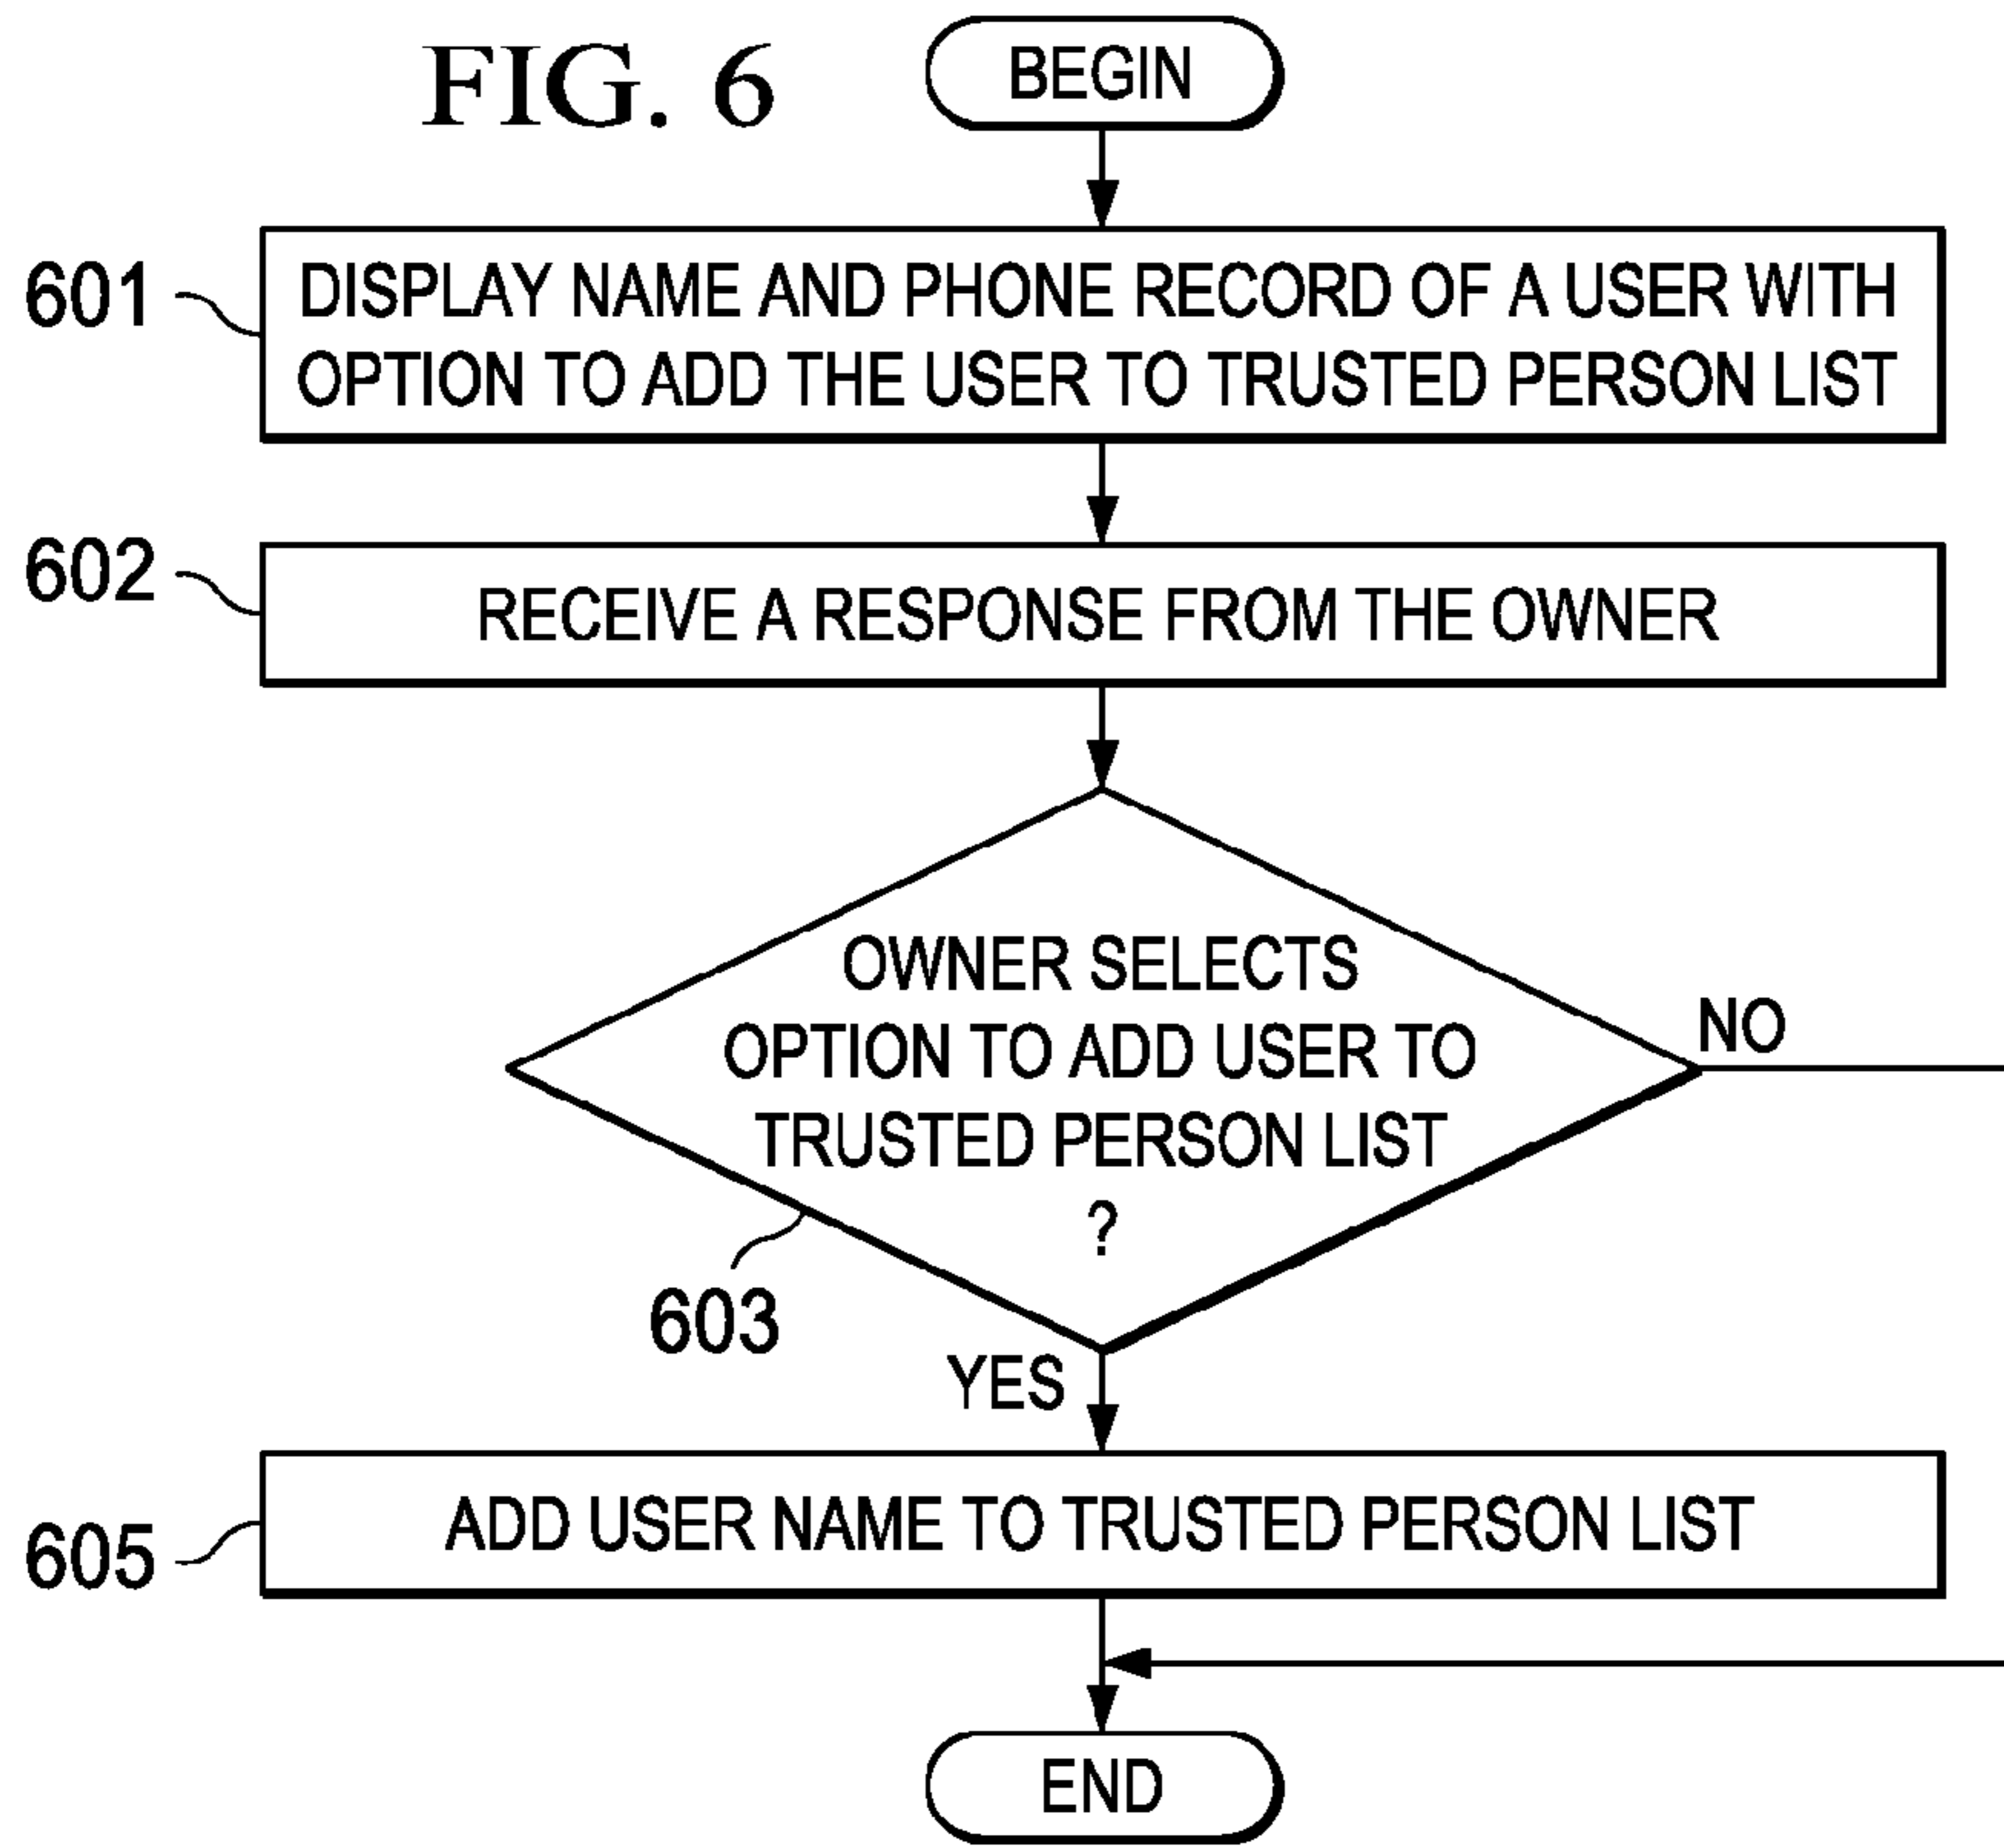 FIG. 6
BEGIN
601
DISPLAY NAME AND PHONE RECORD OF A USER WITH
OPTION TO ADD THE USER TO TRUSTED PERSON LIST
602
RECEIVE A RESPONSE FROM THE OWNER
OWNER SELECTS
OPTION TO ADD USER TO
TRUSTED PERSON LIST
?
NO
603
YES
605
ADD USER NAME TO TRUSTED PERSON LIST
END